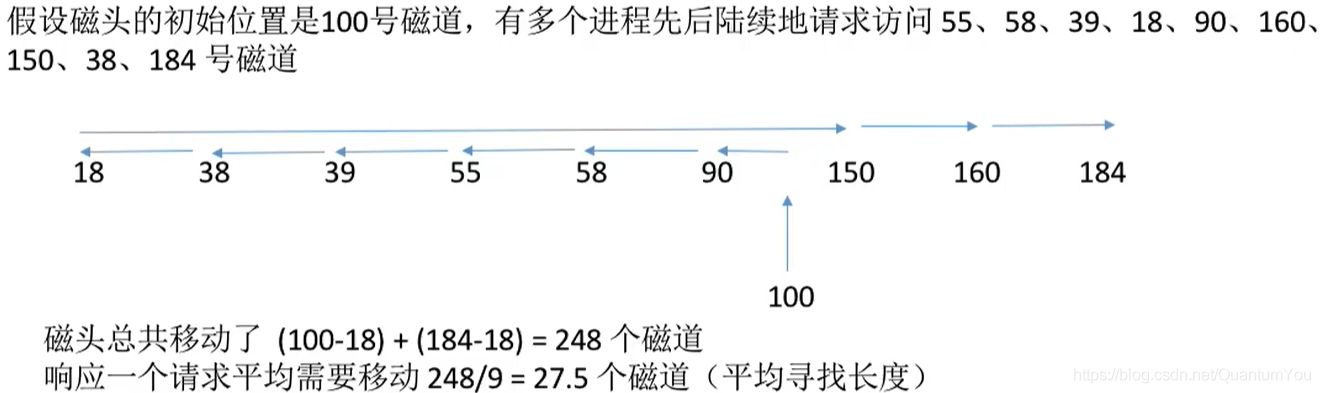 假设磁头的初始位置是100号磁道，有多个进程先后陆续地请求访问 55、58、39、18、90、160、
150、38、184 号磁道
18 38 39 55 58 90 150 160 184
100
磁头总共移动了 (100-18) + (184-18) = 248 个磁道
响应一个请求平均需要移动 248/9 = 27.5 个磁道（平均寻找长度）
https://blog.csdn.net/QuantumYou